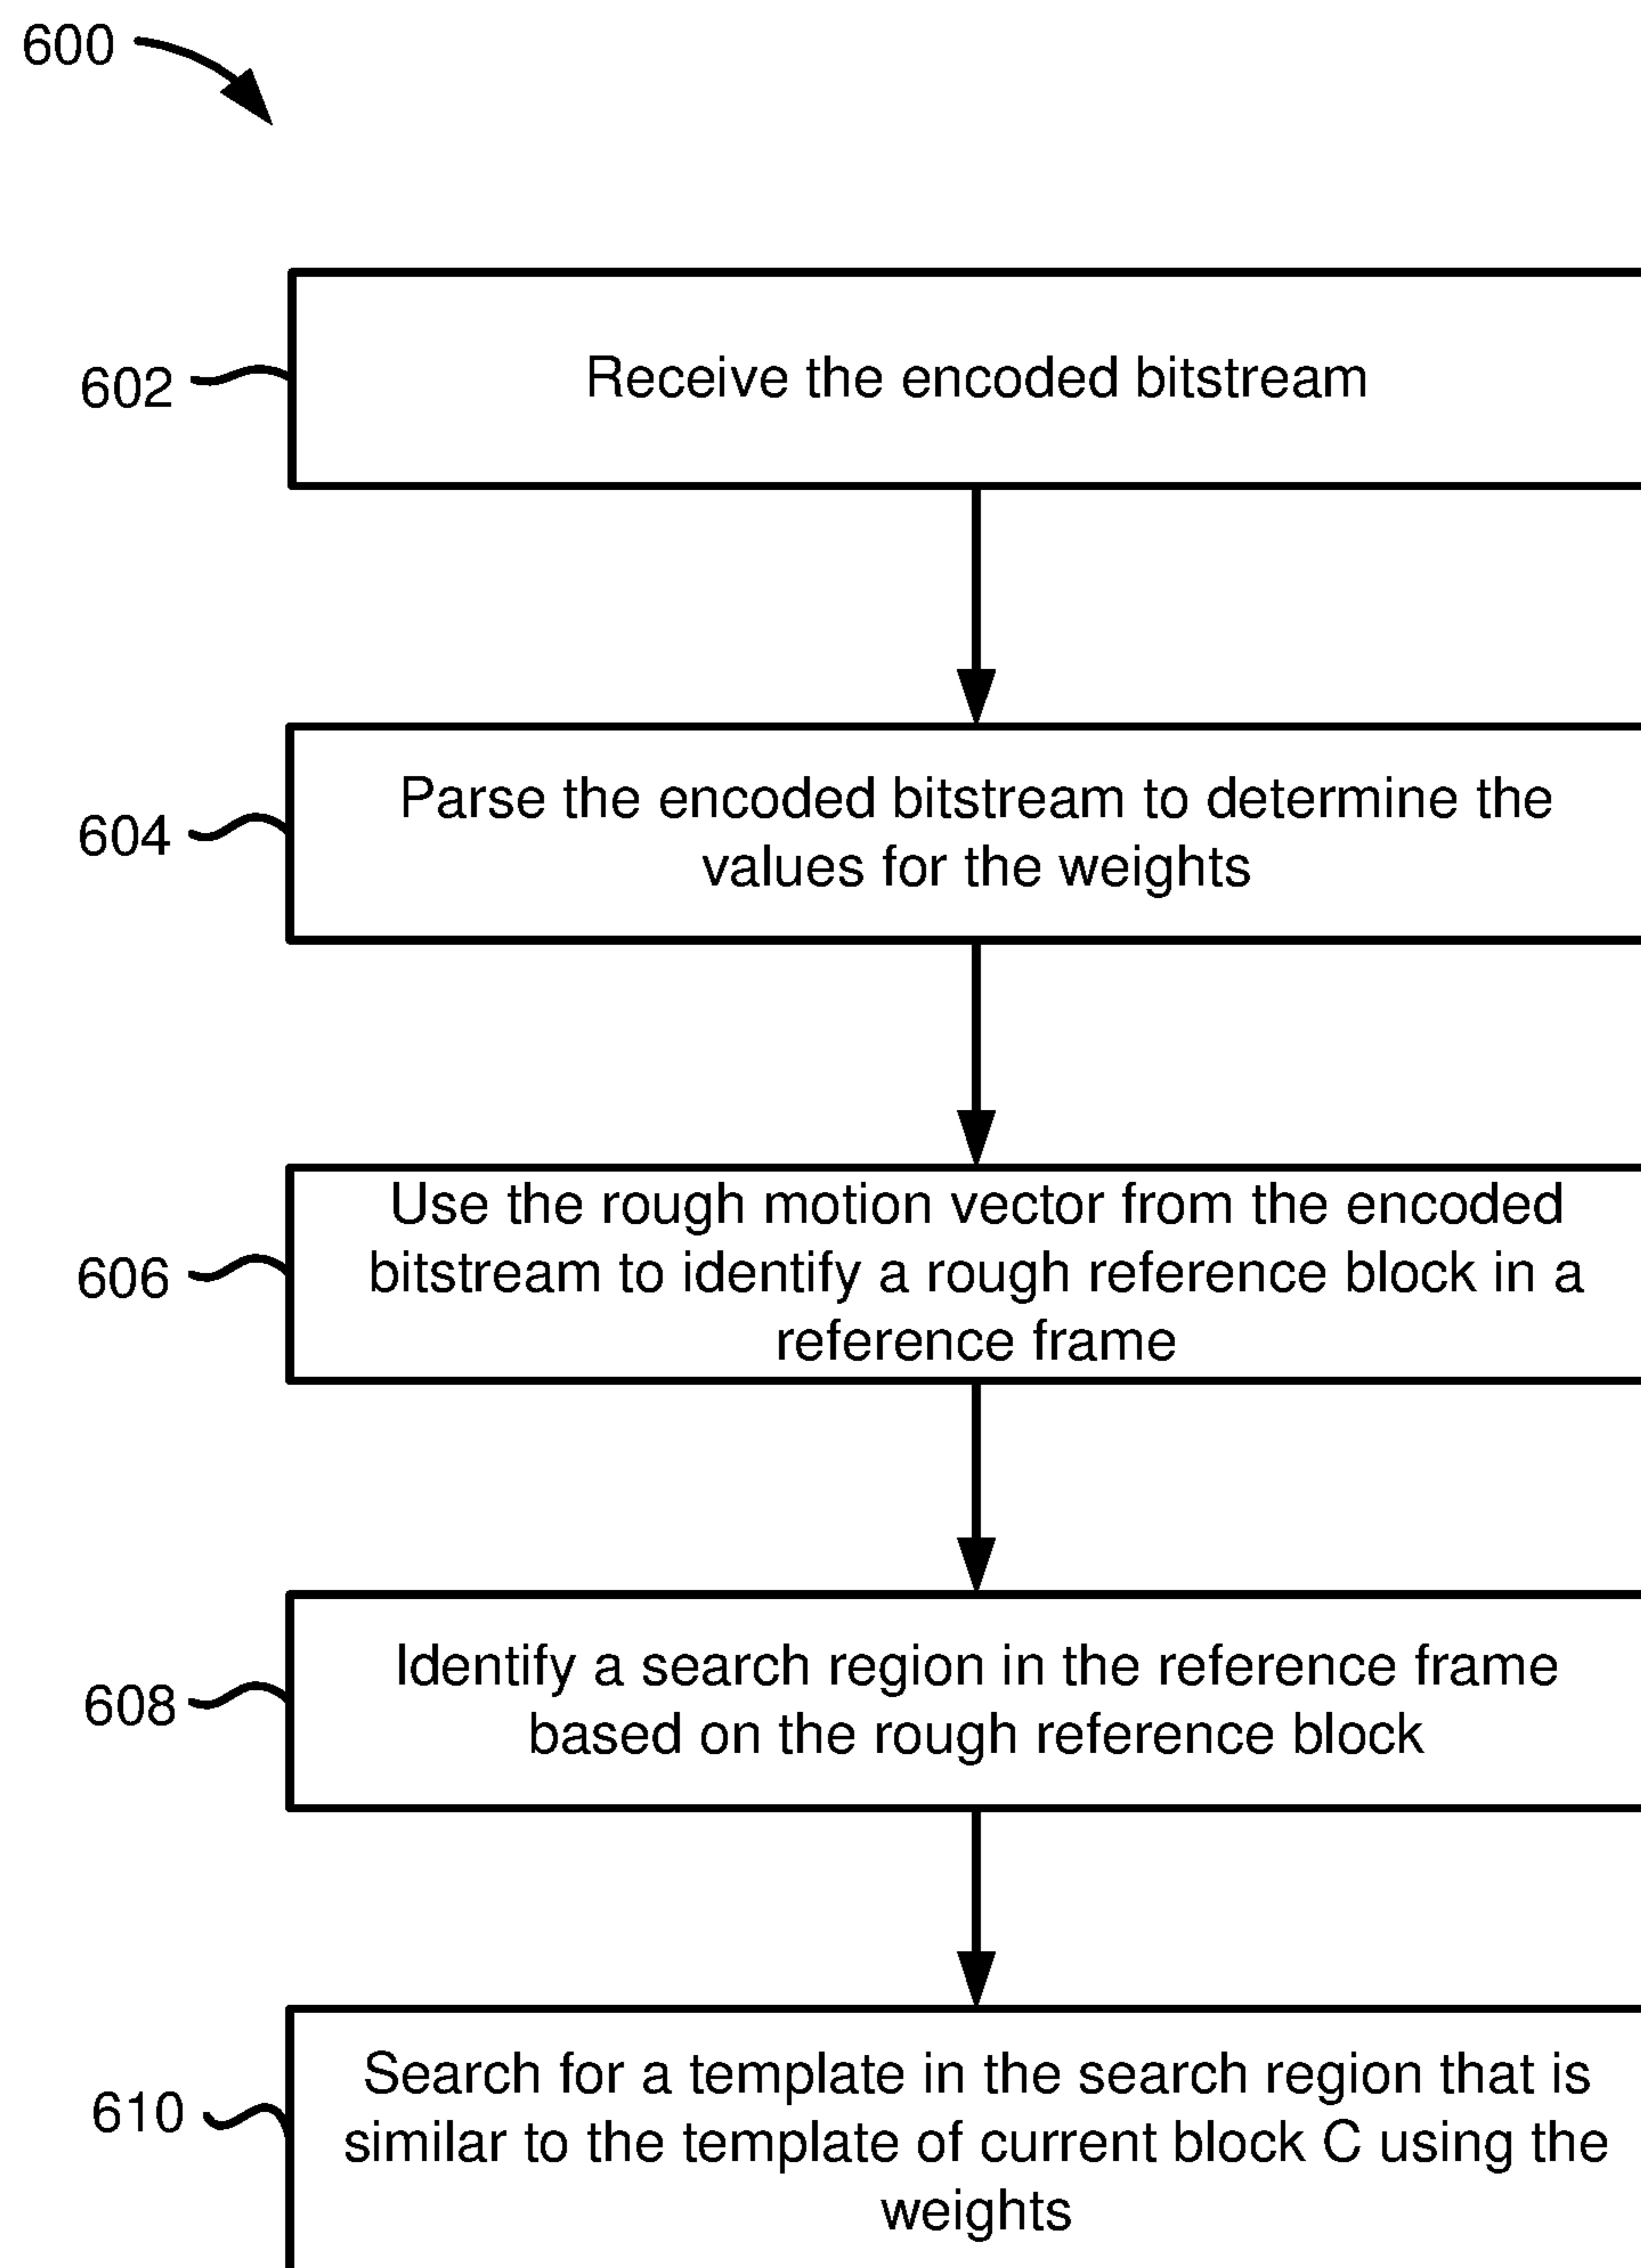 600
602
Receive the encoded bitstream
604
Parse the encoded bitstream to determine the
values for the weights
606
Use the rough motion vector from the encoded
bitstream to identify a rough reference block in a
reference frame
608
Identify a search region in the reference frame
based on the rough reference block
610
Search for a template in the search region that is
similar to the template of current block C using the
weights